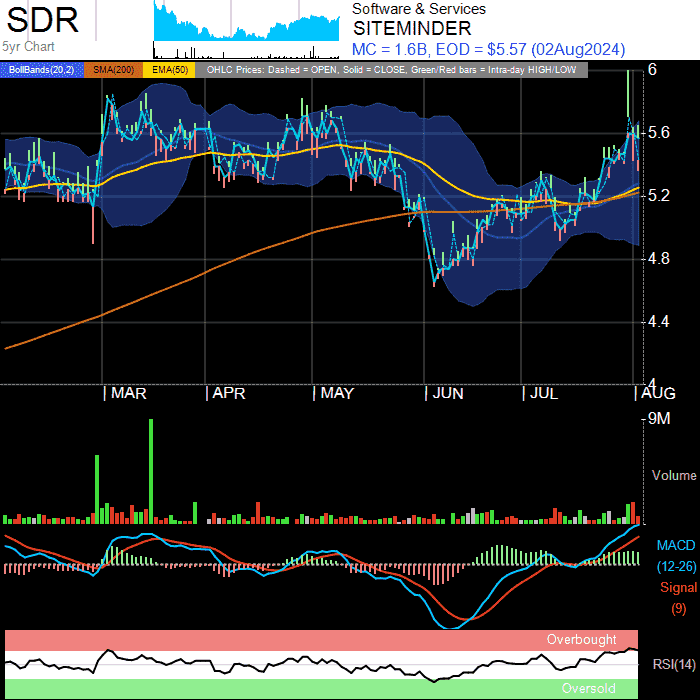 SDR
5yr Chart
Software & Services
SITEMINDER
MC = 1.6B, EOD = $5.57 (02Aug2024)
BollBands(20,2) SMA(200) EMA(50) OHLC Prices: Dashed = OPEN, Solid = CLOSE, Green/Red bars = Intra-day HIGH/LOW
6
5.6
5.2
4.8
4.4
4
MAR APR MAY JUN JUL AUG
9M
Volume
MACD
(12-26)
Signal
(9)
Overbought
RSI(14)
Oversold